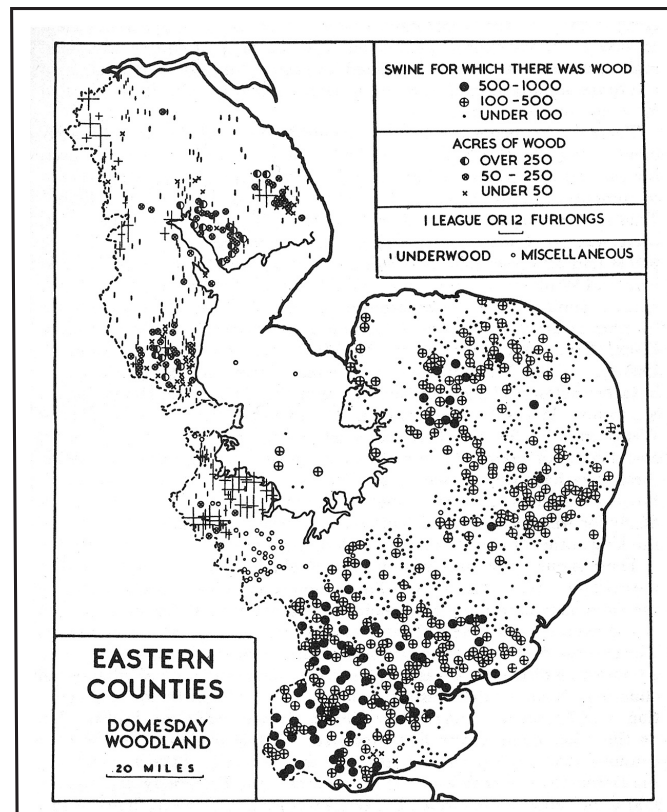 SWINE FOR WHICH THERE WAS WOOD
500-1000
100-500
UNDER 100
ACRES OF WOOD
OVER 250
50 - 250
UNDER 50
1 LEAGUE OR 12 FURLONGS
UNDERWOOD MISCELLANEOUS
EASTERN
COUNTIES
DOMESDAY
WOODLAND
20 MILES